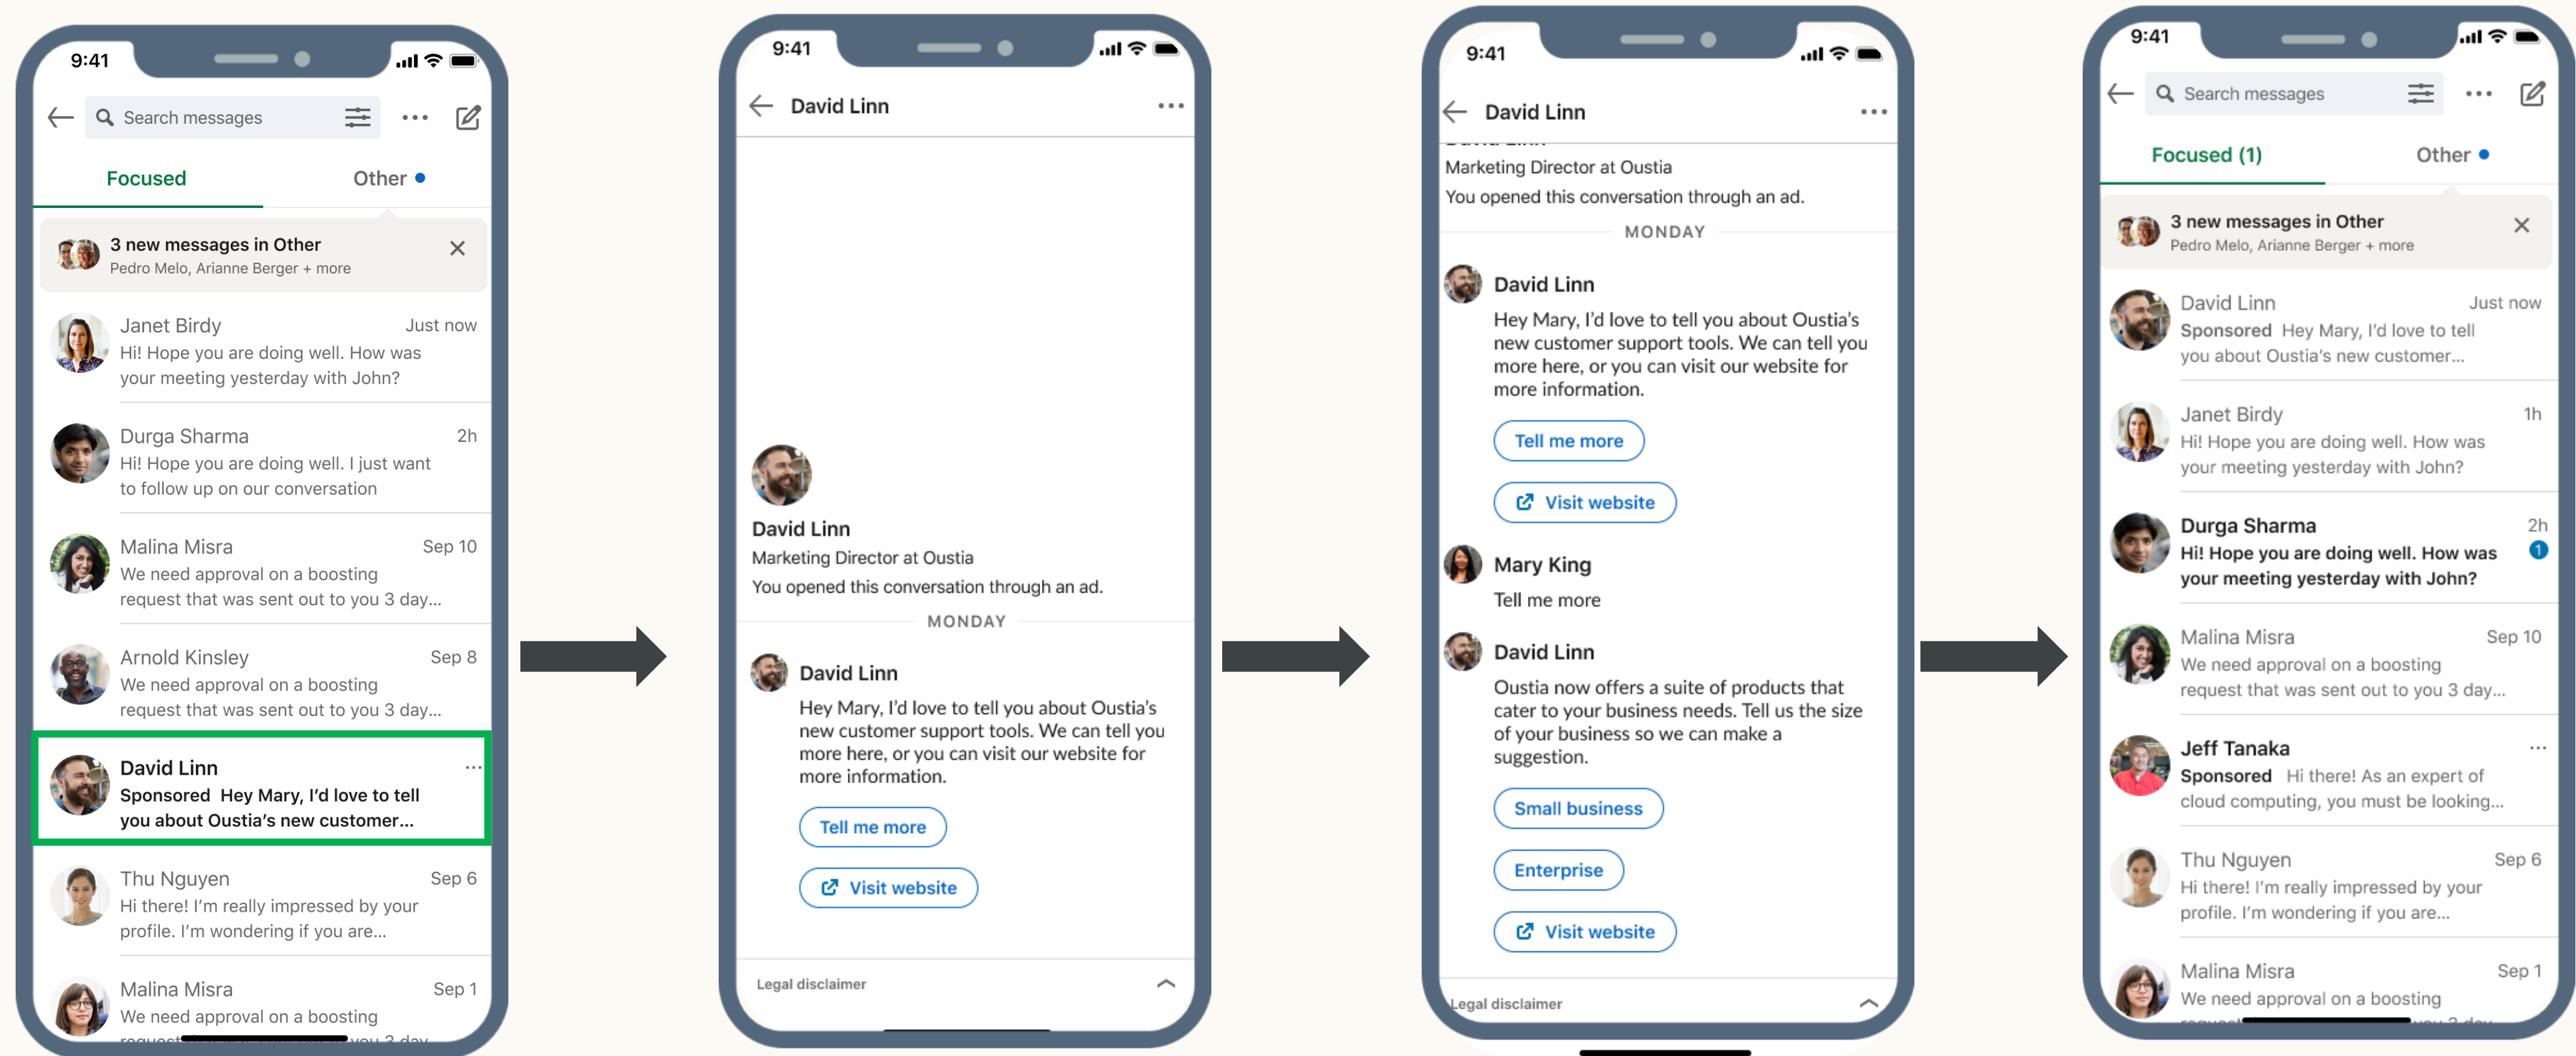 9:41
Search messages
Focused
Other
3 new messages in Other
Pedro Melo, Arianne Berger + more
Janet Birdy
Just now
Hi! Hope you are doing well. How was
your meeting yesterday with John?
Durga Sharma
2h
Hi! Hope you are doing well. I just want
to follow up on our conversation
Malina Misra
Sep 10
We need approval on a boosting
request that was sent out to you 3 day...
Arnold Kinsley
Sep 8
We need approval on a boosting
request that was sent out to you 3 day...
David Linn
...
Sponsored Hey Mary, I'd love to tell
you about Oustia's new customer...
Thu Nguyen
Sep 6
Hi there! I'm really impressed by your
profile. I'm wondering if you are...
Malina Misra
Sep 1
We need approval on a boosting
9:41
David Linn
David Linn
Marketing Director at Oustia
You opened this conversation through an ad.
MONDAY
David Linn
Hey Mary, I'd love to tell you about Oustia's
new customer support tools. We can tell you
more here, or you can visit our website for
more information.
Tell me more
Visit website
Legal disclaimer
9:41
David Linn
Marketing Director at Oustia
You opened this conversation through an ad.
MONDAY
David Linn
Hey Mary, I'd love to tell you about Oustia's
new customer support tools. We can tell you
more here, or you can visit our website for
more information.
Tell me more
Visit website
Mary King
Tell me more
David Linn
Oustia now offers a suite of products that
cater to your business needs. Tell us the size
of your business so we can make a
suggestion.
Small business
Enterprise
Visit website
Legal disclaimer
9:41
Search messages
Focused (1)
Other
3 new messages in Other
Pedro Melo, Arianne Berger + more
David Linn
Just now
Sponsored Hey Mary, I'd love to tell
you about Oustia's new customer...
Janet Birdy
1h
Hi! Hope you are doing well. How was
your meeting yesterday with John?
Durga Sharma
2h
Hi! Hope you are doing well. How was
1
your meeting yesterday with John?
Malina Misra
Sep 10
We need approval on a boosting
request that was sent out to you 3 day...
Jeff Tanaka
...
Sponsored Hi there! As an expert of
cloud computing, you must be looking...
Thu Nguyen
Sep 6
Hi there! I'm really impressed by your
profile. I'm wondering if you are...
Malina Misra
Sep 1
We need approval on a boosting